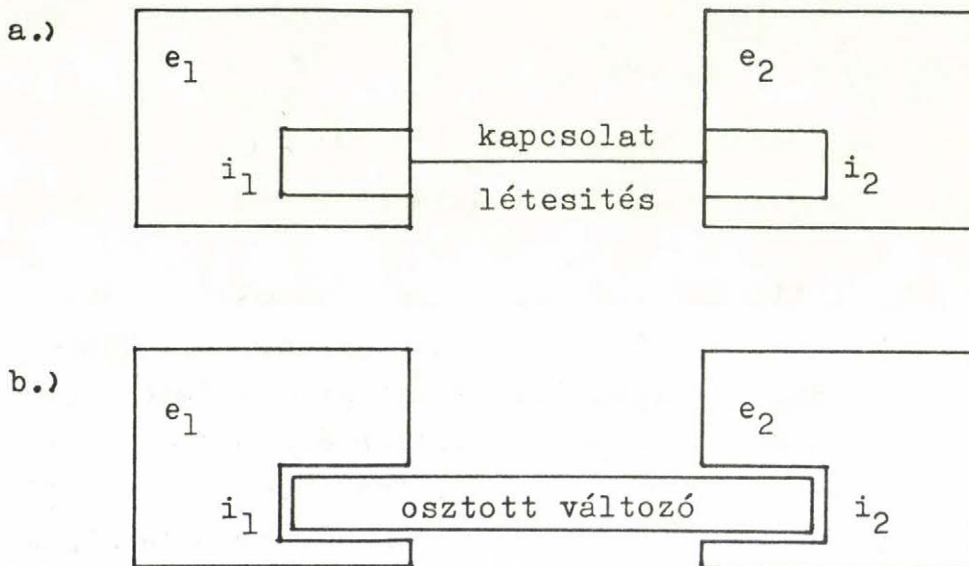 a.)
e₁ e₂
kapcsolat
i₁ i₂
létesités
b.)
e₁ e₂
i₁ osztott változó i₂